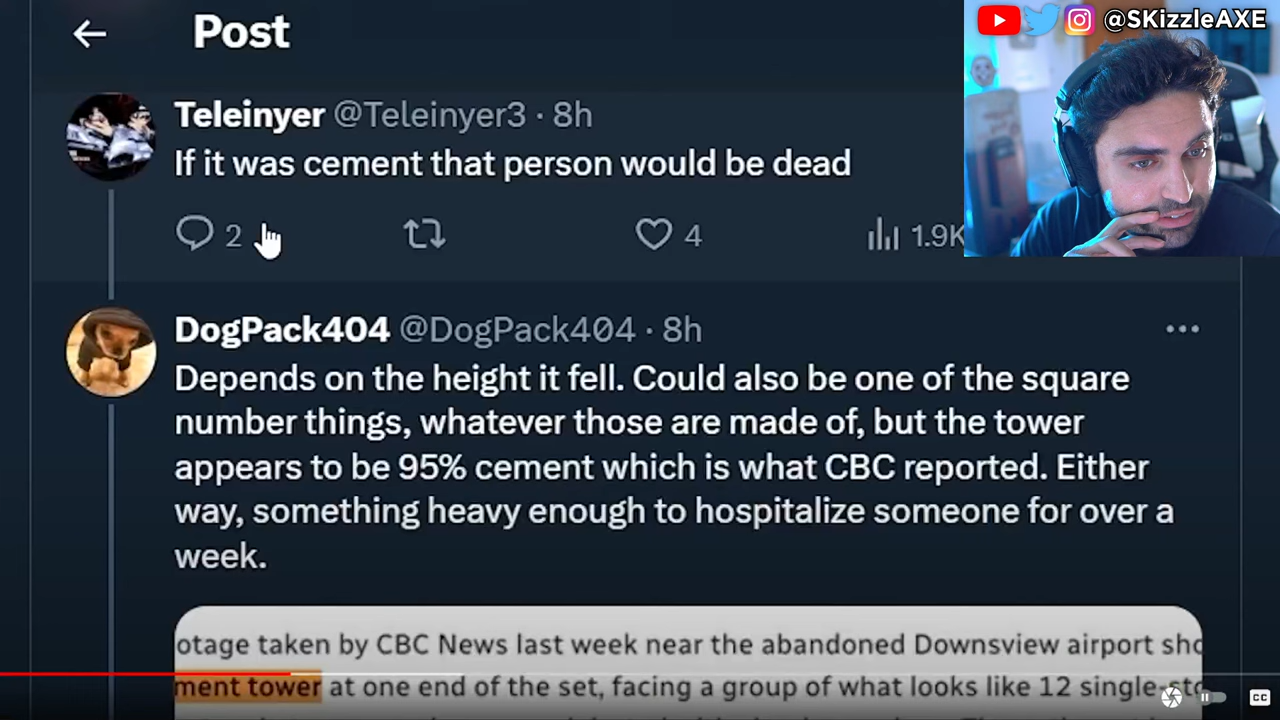 Post
@SKizzleAXE
Teleinyer @Teleinyer3 · 8h
If it was cement that person would be dead
2 4 1.9K
DogPack404 @DogPack404 · 8h
Depends on the height it fell. Could also be one of the square
number things, whatever those are made of, but the tower
appears to be 95% cement which is what CBC reported. Either
way, something heavy enough to hospitalize someone for over a
week.
otage taken by CBC News last week near the abandoned Downsview airport sho
ment tower at one end of the set, facing a group of what looks like 12 single-sto
CC